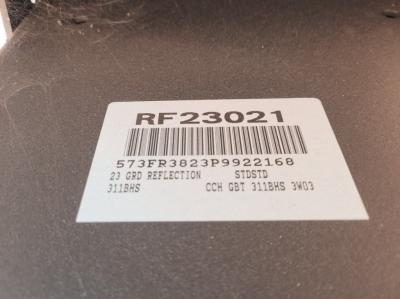 RF23021
573FR3823P9922168
23 GRD REFLECTION STDSTD
311BHS CCH GBT 311BHS 3W03